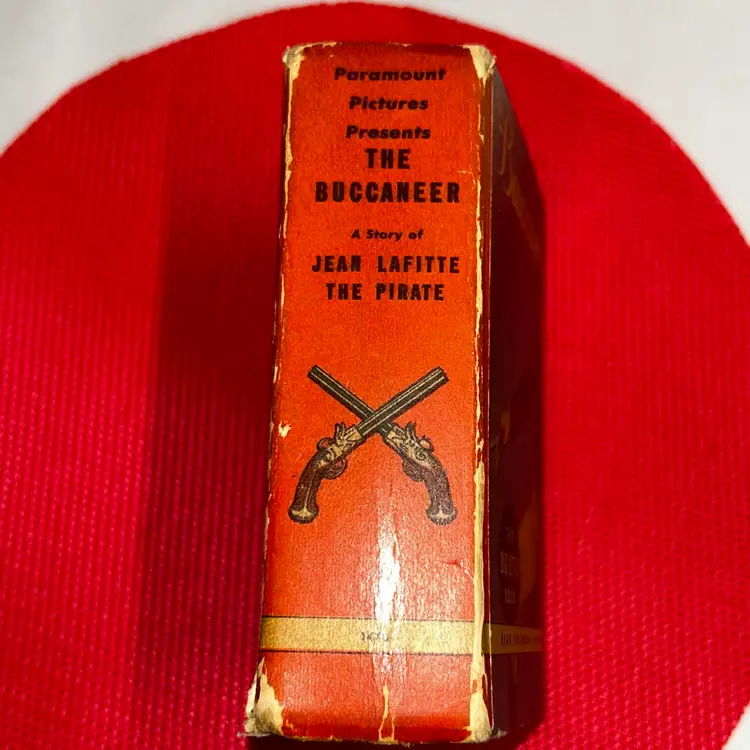 Paramount
Pictures
Presents
THE
BUCCANEER
A Story of
JEAN LAFITTE
THE PIRATE